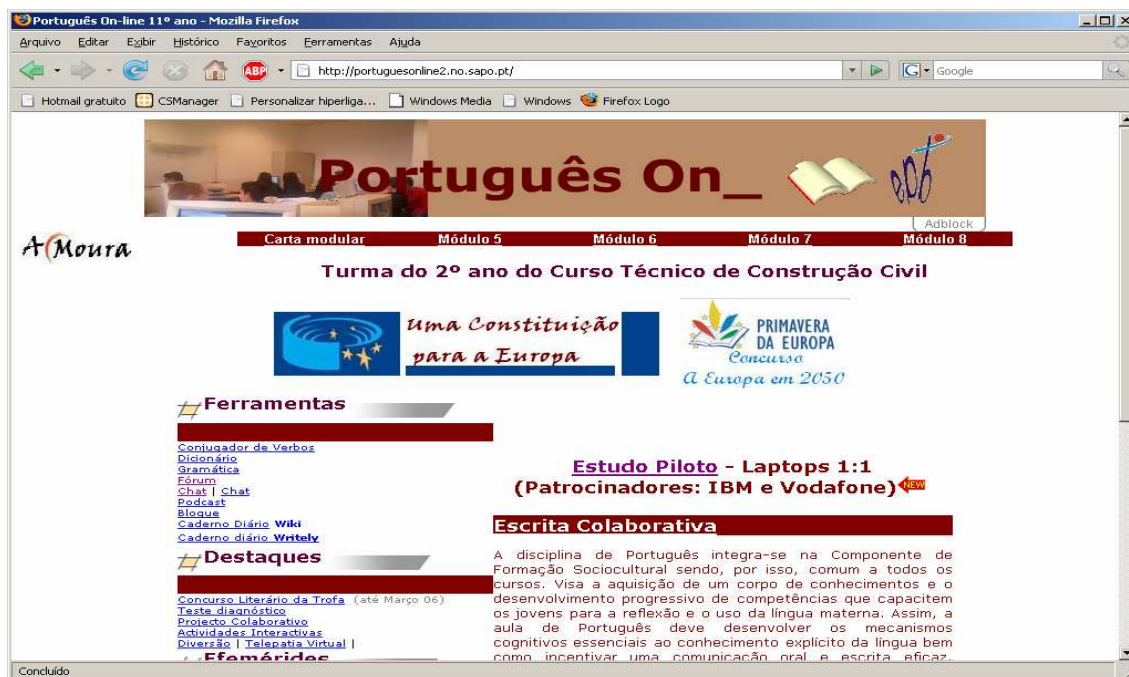 Português On-line 11º ano - Mozilla Firefox
Arquivo Editar Exibir Histórico Favoritos Ferramentas Ajuda
ABP http://portuguesonline2.no.sapo.pt/ G Google
Hotmail gratuito CSManager Personalizar hiperliga... Windows Media Windows Firefox Logo
Português On_ epb
Adblock
A Moura
Carta modular Módulo 5 Módulo 6 Módulo 7 Módulo 8
Turma do 2º ano do Curso Técnico de Construção Civil
Uma Constituição
para a Europa
PRIMAVERA
DA EUROPA
Concurso
A Europa em 2050
Ferramentas
Conjugador de Verbos
Dicionário
Gramática
Fórum
Chat | Chat
Podcast
Blogue
Caderno Diário Wiki
Caderno diário Writely
Destaques
Concurso Literário da Trofa (até Março 06)
Teste diagnóstico
Projecto Colaborativo
Actividades Interactivas
Diversão | Telepatia Virtual |
Efemérides
Estudo Piloto - Laptops 1:1
(Patrocinadores: IBM e Vodafone) NEW
Escrita Colaborativa
A disciplina de Português integra-se na Componente de
Formação Sociocultural sendo, por isso, comum a todos os
cursos. Visa a aquisição de um corpo de conhecimentos e o
desenvolvimento progressivo de competências que capacitem
os jovens para a reflexão e o uso da língua materna. Assim, a
aula de Português deve desenvolver os mecanismos
cognitivos essenciais ao conhecimento explícito da língua bem
como incentivar uma comunicação oral e escrita eficaz,
Concluído